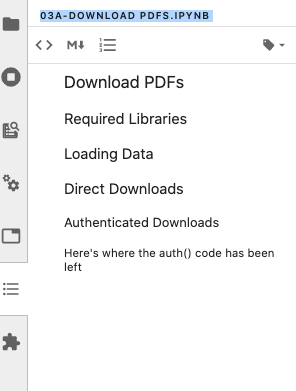 03A-DOWNLOAD PDFS.IPYNB
<> M↓
Download PDFs
Required Libraries
Loading Data
Direct Downloads
Authenticated Downloads
Here's where the auth() code has been
left